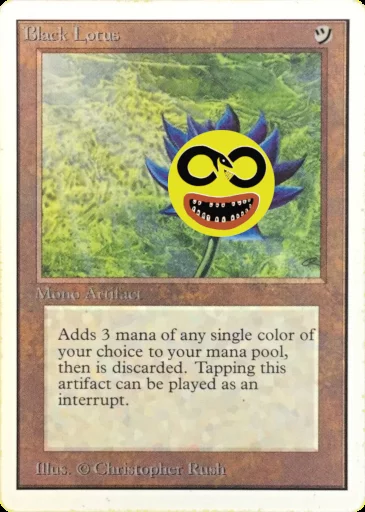 Black Lotus
Mono Artifact
Adds 3 mana of any single color of
your choice to your mana pool,
then is discarded. Tapping this
artifact can be played as an
interrupt.
Illus. © Christopher Rush